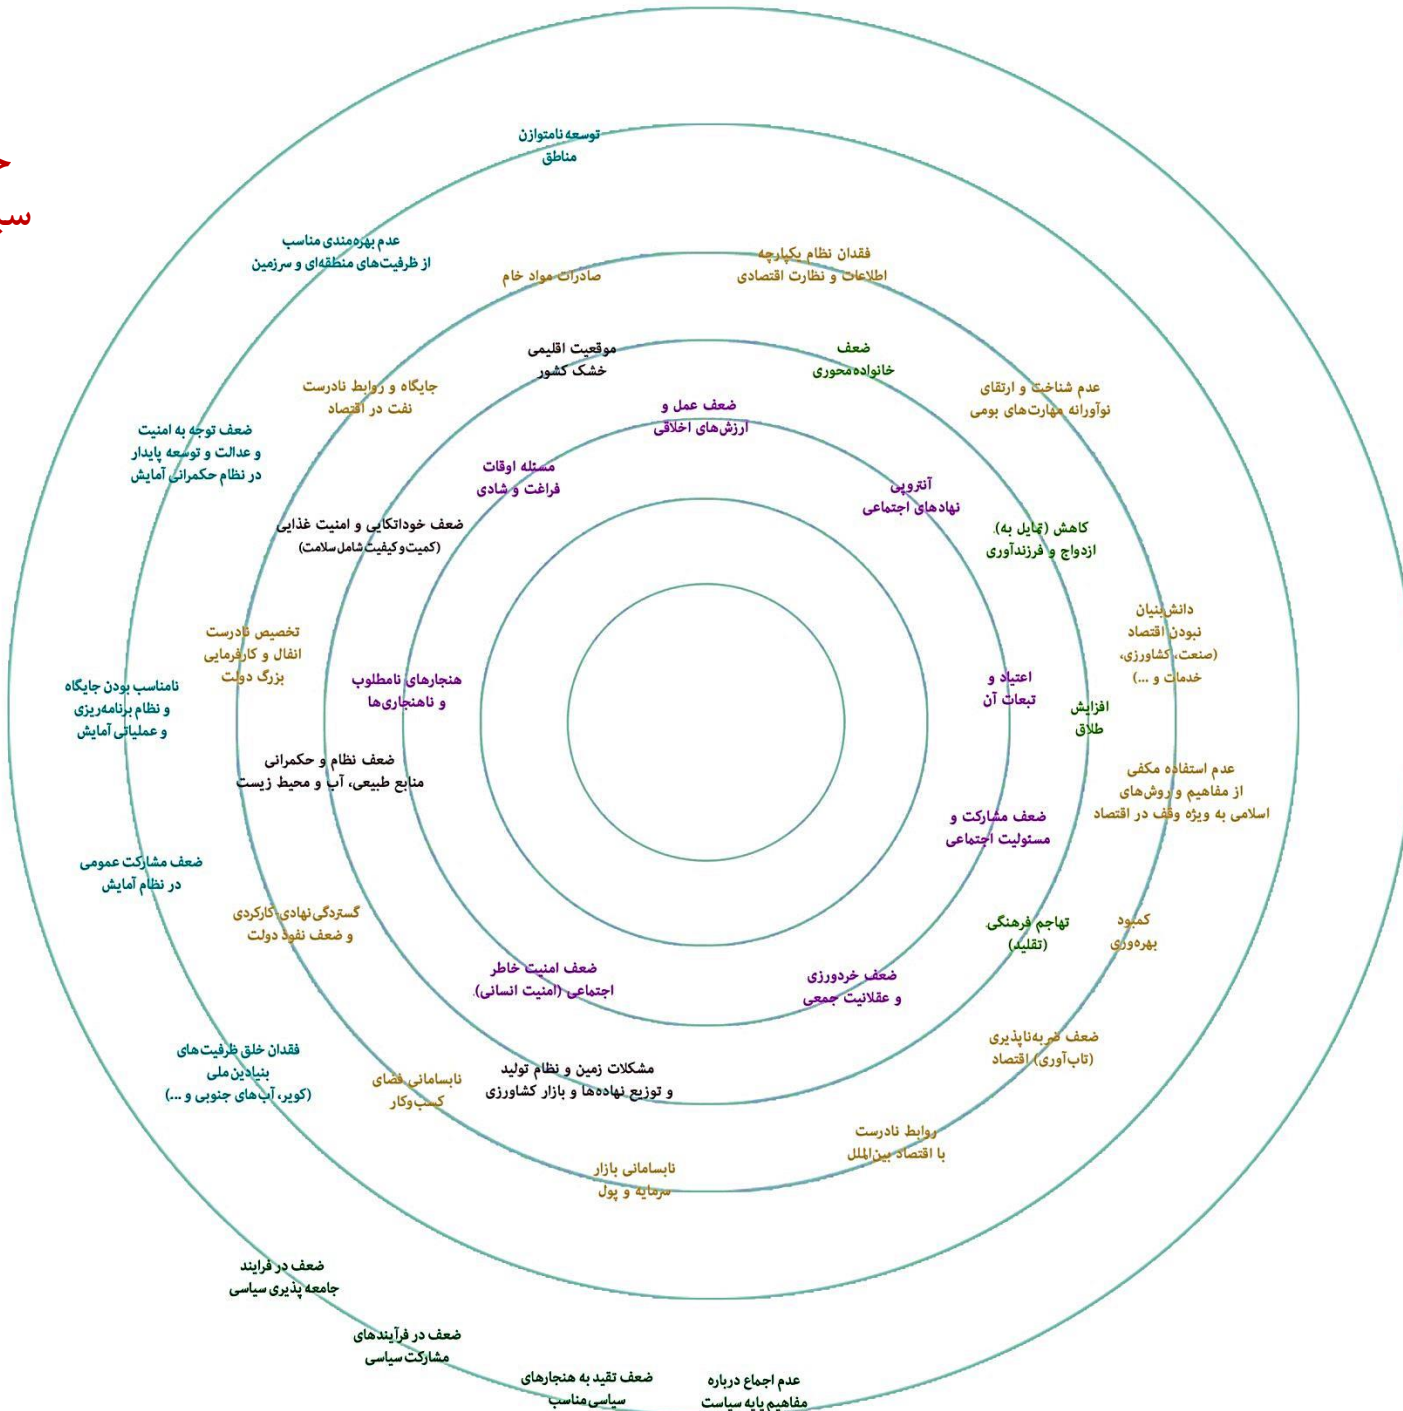 توسعه نامتوازن
مناطق
عدم بهره‌مندی مناسب
از ظرفیت‌های منطقه‌ای و سرزمین
صادرات مواد خام
فقدان نظام یکپارچه
اطلاعات و نظارت اقتصادی
موقعیت اقلیمی
خشک کشور
ضعف
خانواده‌محوری
جایگاه و روابط نادرست
نفت در اقتصاد
عدم شناخت و ارتقای
نوآورانه مهارت‌های بومی
ضعف عمل و
ارزش‌های اخلاقی
ضعف توجه به امنیت
و عدالت و توسعه پایدار
در نظام حکمرانی آمایش
مسئله اوقات
فراغت و شادی
آنتروپی
نهادهای اجتماعی
ضعف خوداتکایی و امنیت غذایی
(کمیت و کیفیت شامل سلامت)
کاهش (تمایل به)
ازدواج و فرزندآوری
دانش‌بنیان
نبودن اقتصاد
(صنعت، کشاورزی،
خدمات و ...)
تخصیص نادرست
انفال و کارفرمایی
بزرگ دولت
هنجارهای نامطلوب
و ناهنجاری‌ها
اعتیاد و
تبعات آن
نامناسب بودن جایگاه
و نظام برنامه‌ریزی
و عملیاتی آمایش
افزایش
طلاق
ضعف نظام و حکمرانی
منابع طبیعی، آب و محیط زیست
عدم استفاده مکفی
از مفاهیم و روش‌های
اسلامی به ویژه وقف در اقتصاد
ضعف مشارکت و
مسئولیت اجتماعی
ضعف مشارکت عمومی
در نظام آمایش
گستردگی نهادی-کارکردی
و ضعف نفوذ دولت
تهاجم فرهنگی
(تقلید)
کمبود
بهره‌وری
ضعف امنیت خاطر
اجتماعی (امنیت انسانی)
ضعف خردورزی
و عقلانیت جمعی
فقدان خلق ظرفیت‌های
بنیادین ملی
(کویر، آب‌های جنوبی و ...)
نابسامانی فضای
کسب‌وکار
مشکلات زمین و نظام تولید
و توزیع نهاده‌ها و بازار کشاورزی
ضعف ضربه‌ناپذیری
(تاب‌آوری) اقتصاد
روابط نادرست
با اقتصاد بین‌الملل
نابسامانی بازار
سرمایه و پول
ضعف در فرایند
جامعه پذیری سیاسی
ضعف در فرآیندهای
مشارکت سیاسی
ضعف تقید به هنجارهای
سیاسی مناسب
عدم اجماع درباره
مفاهیم پایه سیاست